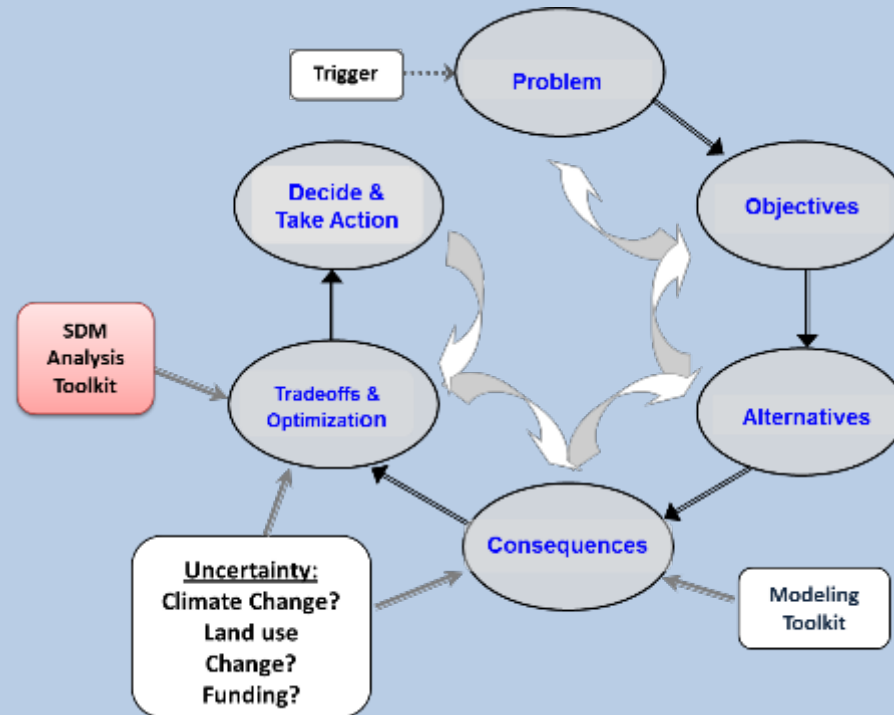 Trigger
Problem
Decide &
Take Action
Objectives
SDM
Analysis
Toolkit
Tradeoffs &
Optimization
Alternatives
Consequences
Uncertainty:
Climate Change?
Land use
Change?
Funding?
Modeling
Toolkit